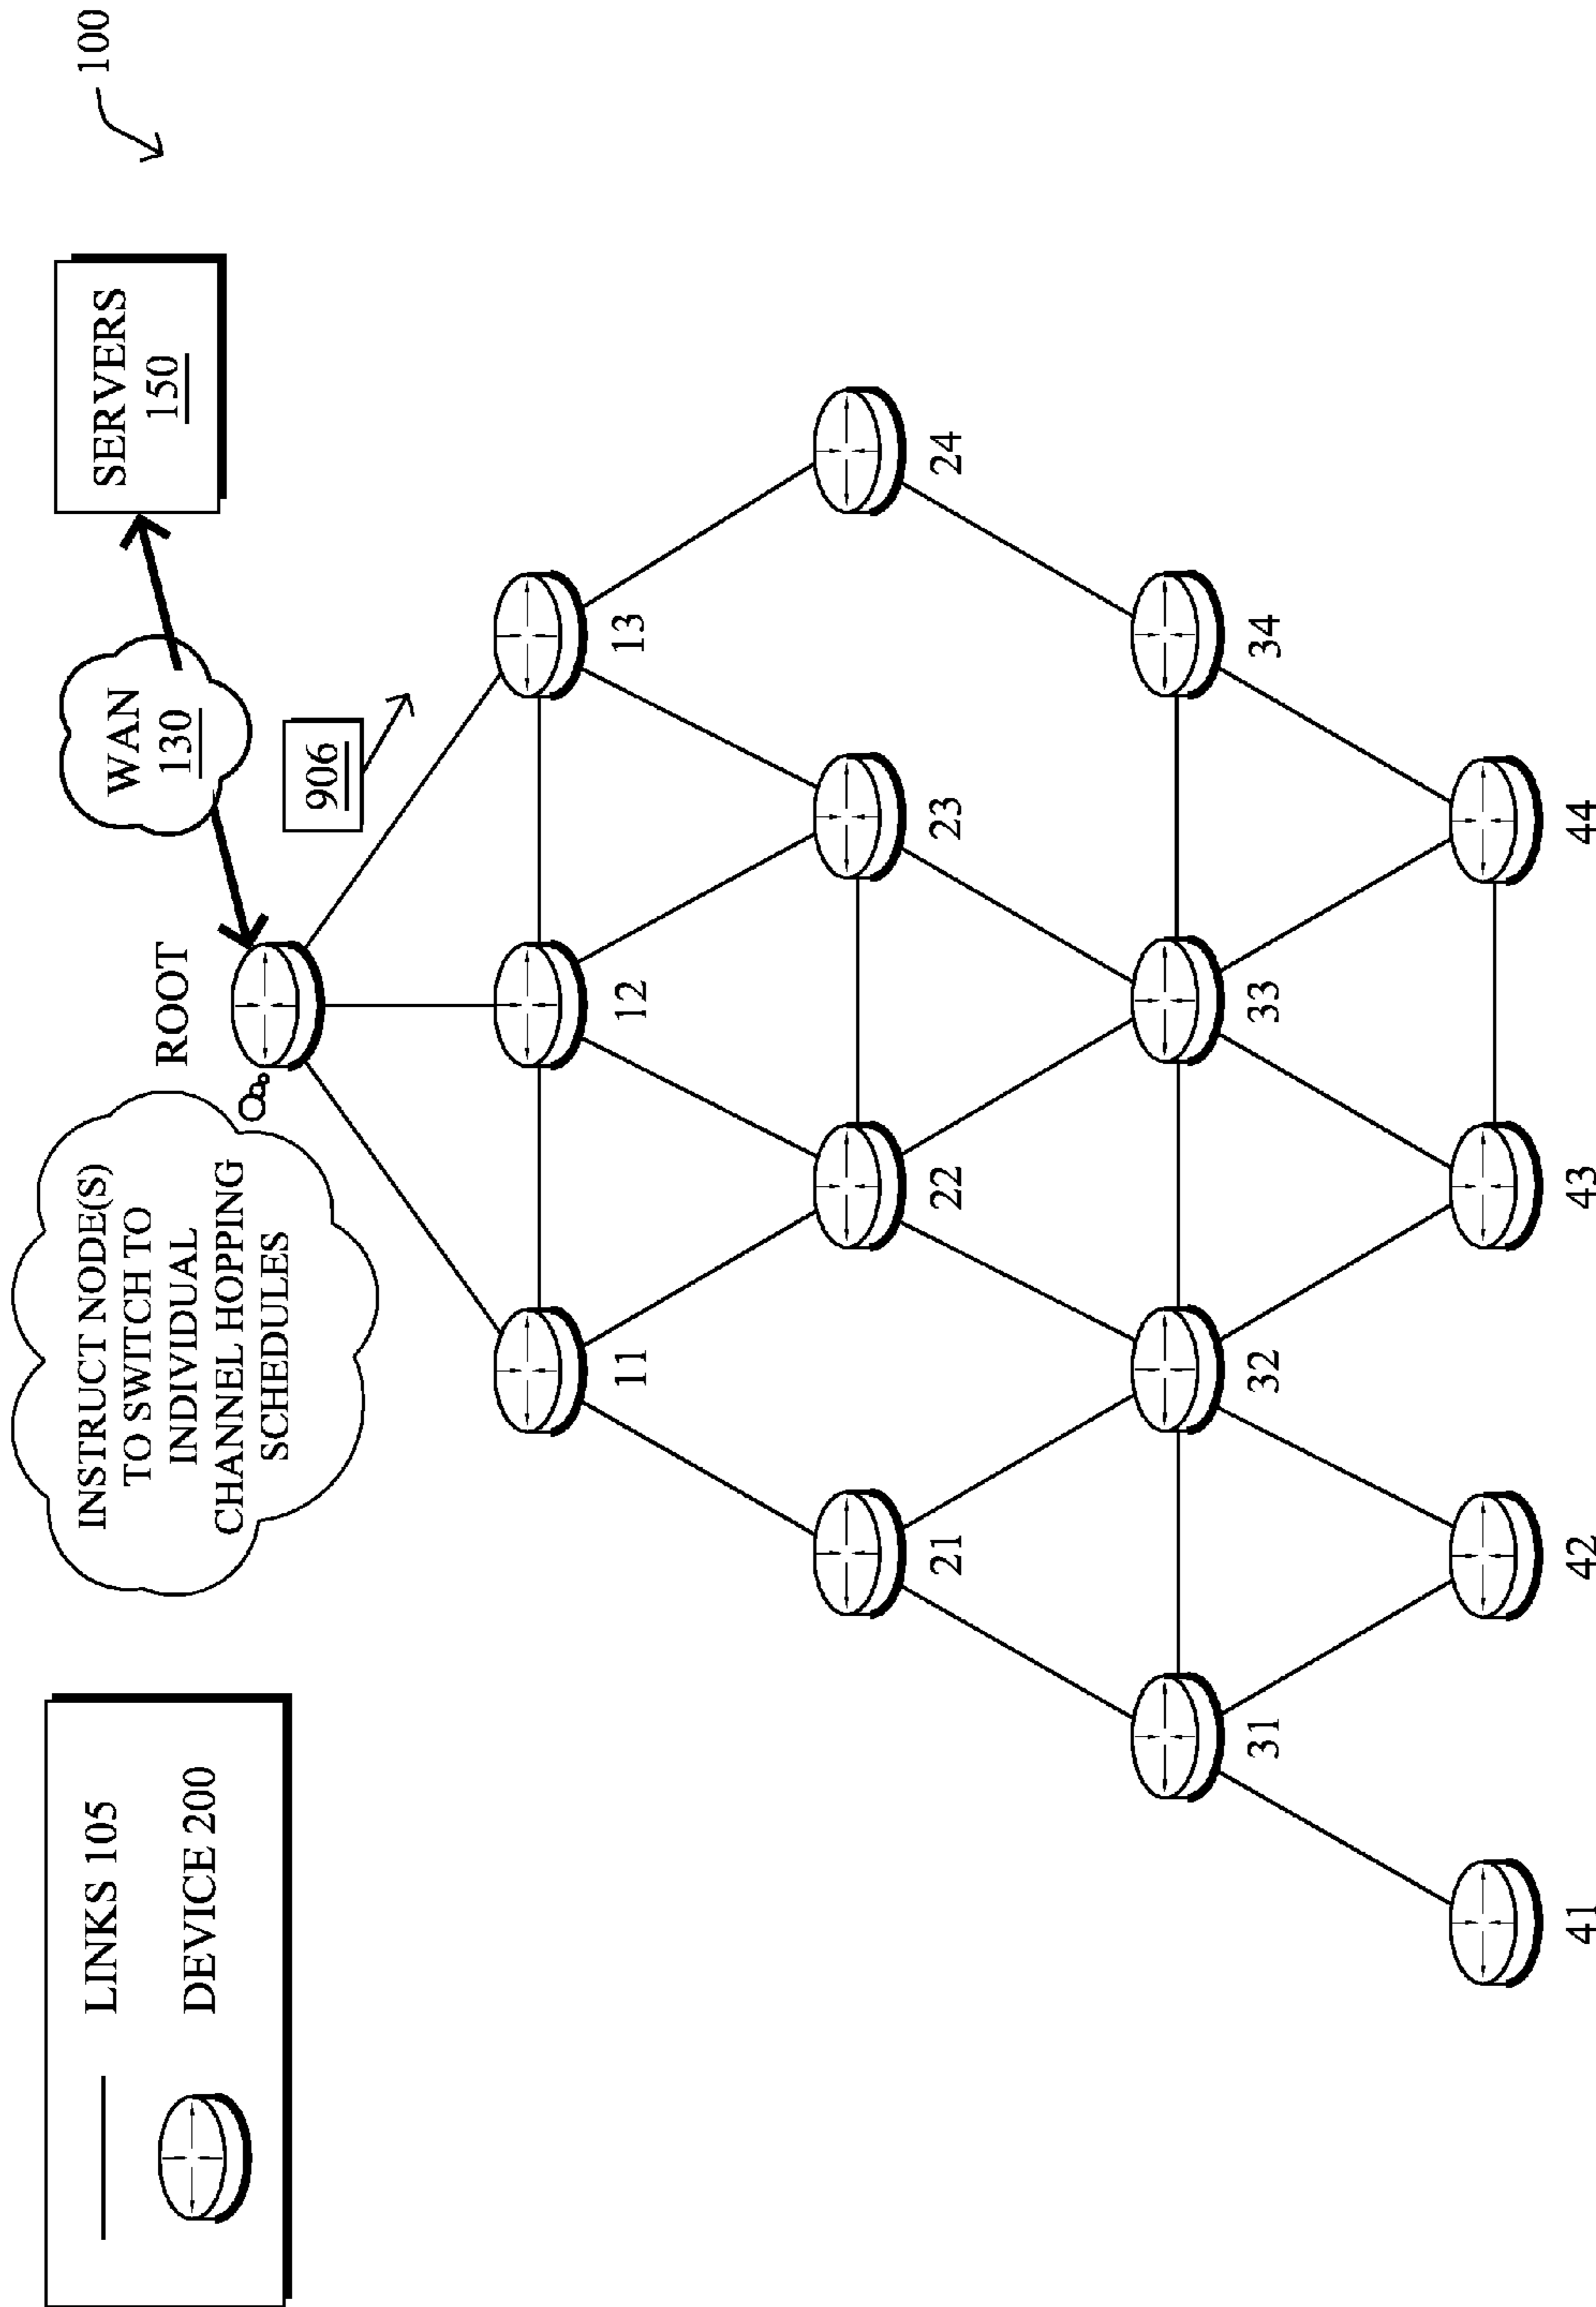 LINKS 105
DEVICE 200
INSTRUCT NODE(S)
TO SWITCH TO
INDIVIDUAL
CHANNEL HOPPING
SCHEDULES
ROOT
WAN
130
SERVERS
150
100
906
11
12
13
21
22
23
24
31
32
33
34
41
42
43
44